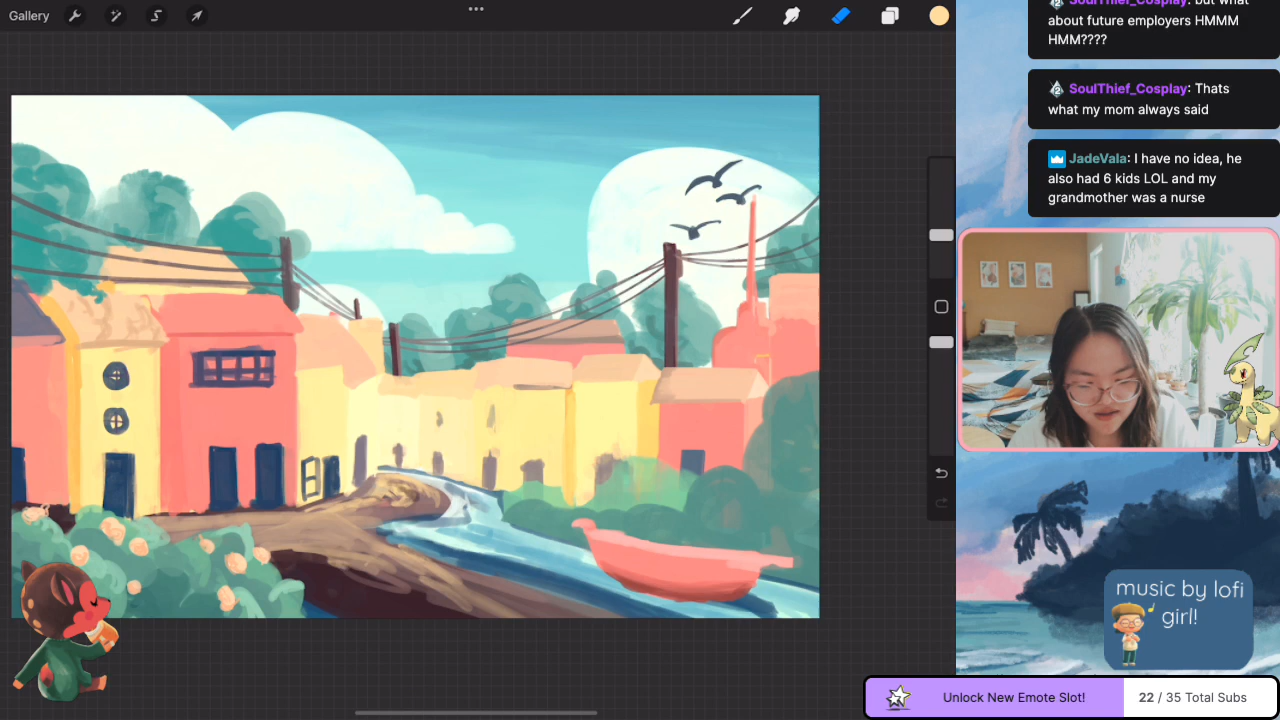 Gallery
SoulThief_Cosplay: but what
about future employers HMMM
HMM????
SoulThief_Cosplay: Thats
what my mom always said
JadeVala: I have no idea, he
also had 6 kids LOL and my
grandmother was a nurse
music by lofi
girl!
Unlock New Emote Slot!
22 / 35 Total Subs